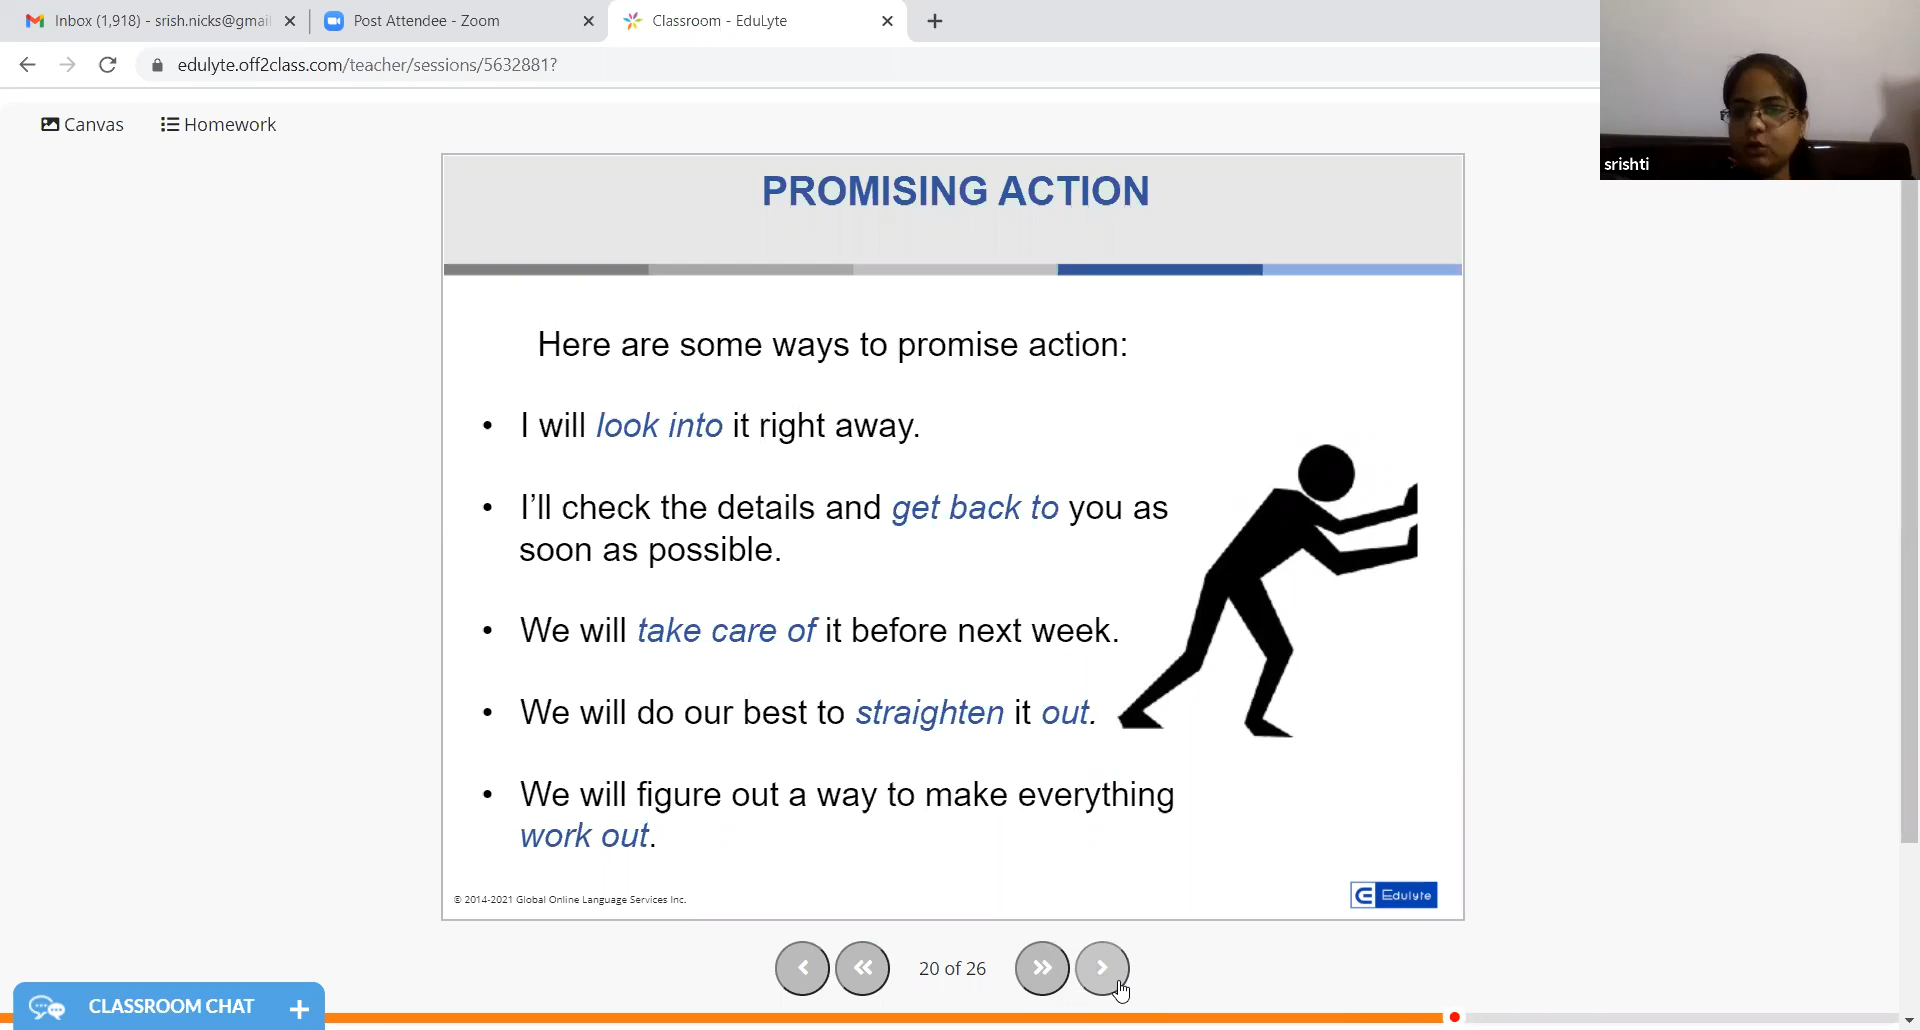 Inbox (1,918) - srish.nicks@gmai
Post Attendee - Zoom
Classroom - EduLyte
edulyte.off2class.com/teacher/sessions/5632881?
srishti
Canvas
Homework
PROMISING ACTION
Here are some ways to promise action:
• I will look into it right away.
• I'll check the details and get back to you as
soon as possible.
• We will take care of it before next week.
• We will do our best to straighten it out.
• We will figure out a way to make everything
work out.
© 2014-2021 Global Online Language Services Inc.
Edulyte
20 of 26
CLASSROOM CHAT +